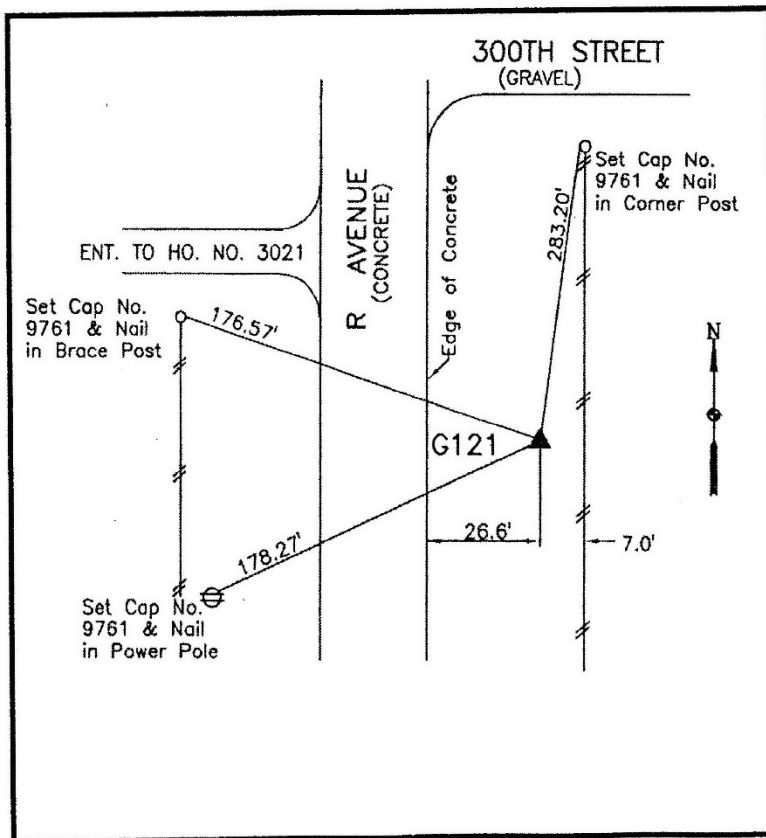 300TH STREET
(GRAVEL)
Set Cap No.
9761 & Nail
in Corner Post
283.20'
R AVENUE
(CONCRETE)
Edge of Concrete
ENT. TO HO. NO. 3021
Set Cap No.
9761 & Nail
in Brace Post
176.57'
N
G121
26.6'
7.0'
178.27'
Set Cap No.
9761 & Nail
in Power Pole